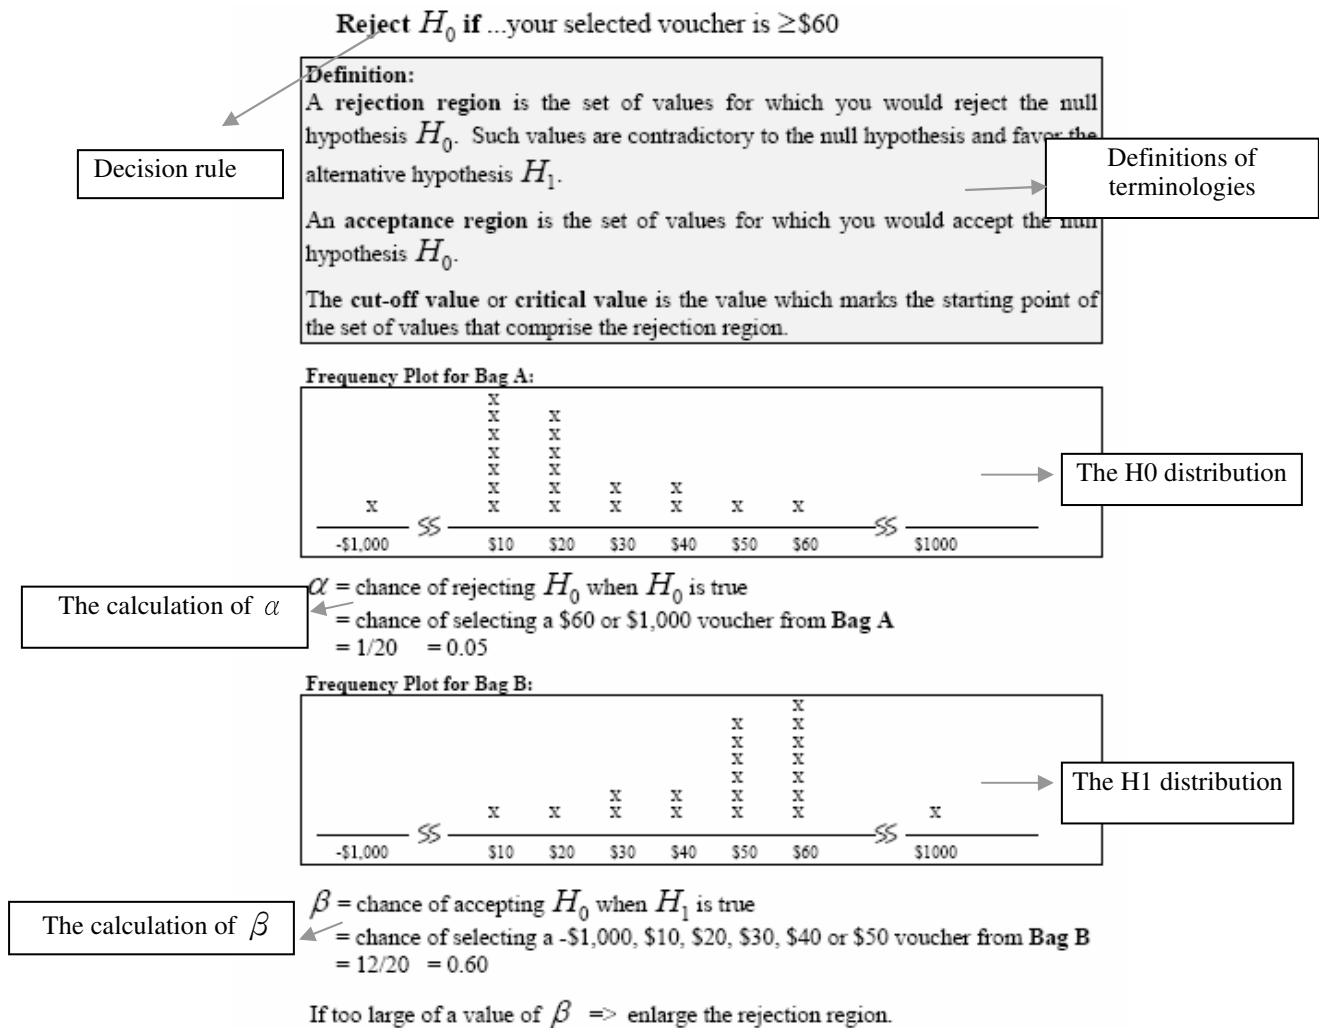 Reject H0 if ...your selected voucher is ≥$60
Definition:
A rejection region is the set of values for which you would reject the null
hypothesis H0. Such values are contradictory to the null hypothesis and favor the
alternative hypothesis H1.
An acceptance region is the set of values for which you would accept the null
hypothesis H0.
The cut-off value or critical value is the value which marks the starting point of
the set of values that comprise the rejection region.
Decision rule
Definitions of
terminologies
Frequency Plot for Bag A:
x
x x
x x
x x
x x
x x x x
x x x x x x x
-$1,000 $10 $20 $30 $40 $50 $60 $1000
The H0 distribution
α = chance of rejecting H0 when H0 is true
= chance of selecting a $60 or $1,000 voucher from Bag A
= 1/20 = 0.05
The calculation of α
Frequency Plot for Bag B:
x
x x
x x
x x
x x
x x x x
x x x x x x x
-$1,000 $10 $20 $30 $40 $50 $60 $1000
The H1 distribution
β = chance of accepting H0 when H1 is true
= chance of selecting a -$1,000, $10, $20, $30, $40 or $50 voucher from Bag B
= 12/20 = 0.60
The calculation of β
If too large of a value of β => enlarge the rejection region.